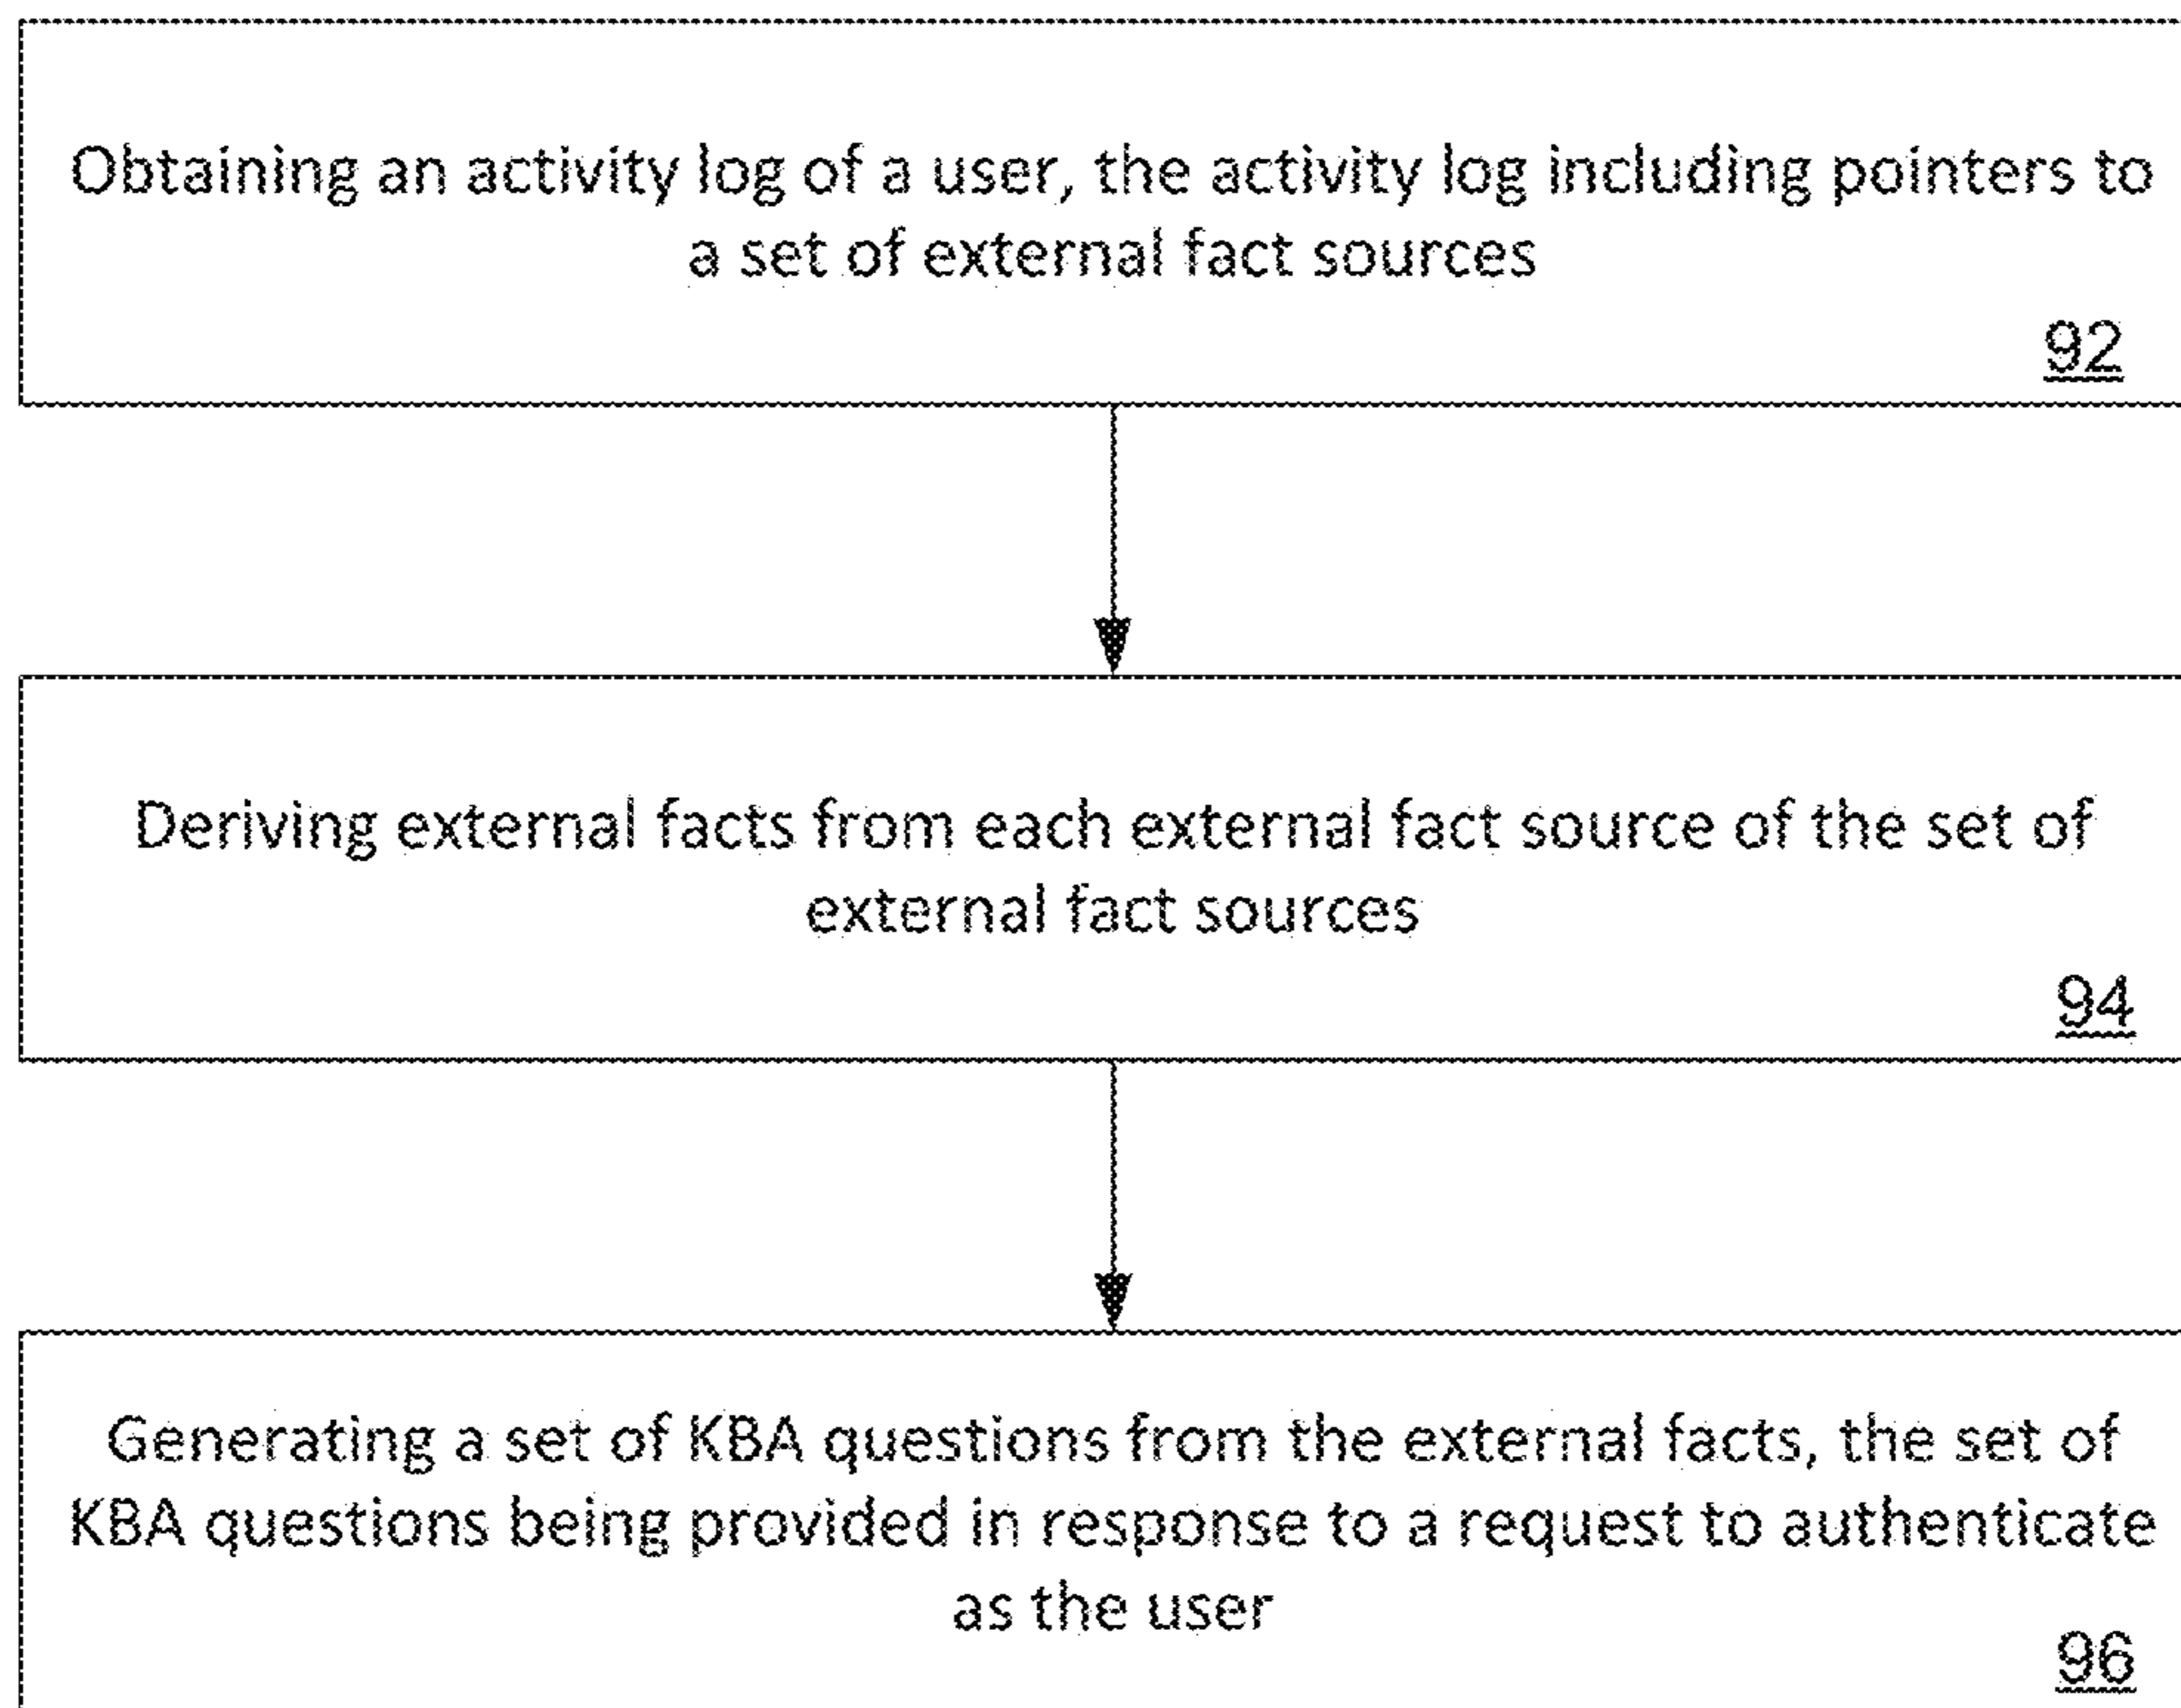 Obtaining an activity log of a user, the activity log including pointers to
a set of external fact sources
92
Deriving external facts from each external fact source of the set of
external fact sources
94
Generating a set of KBA questions from the external facts, the set of
KBA questions being provided in response to a request to authenticate
as the user
96